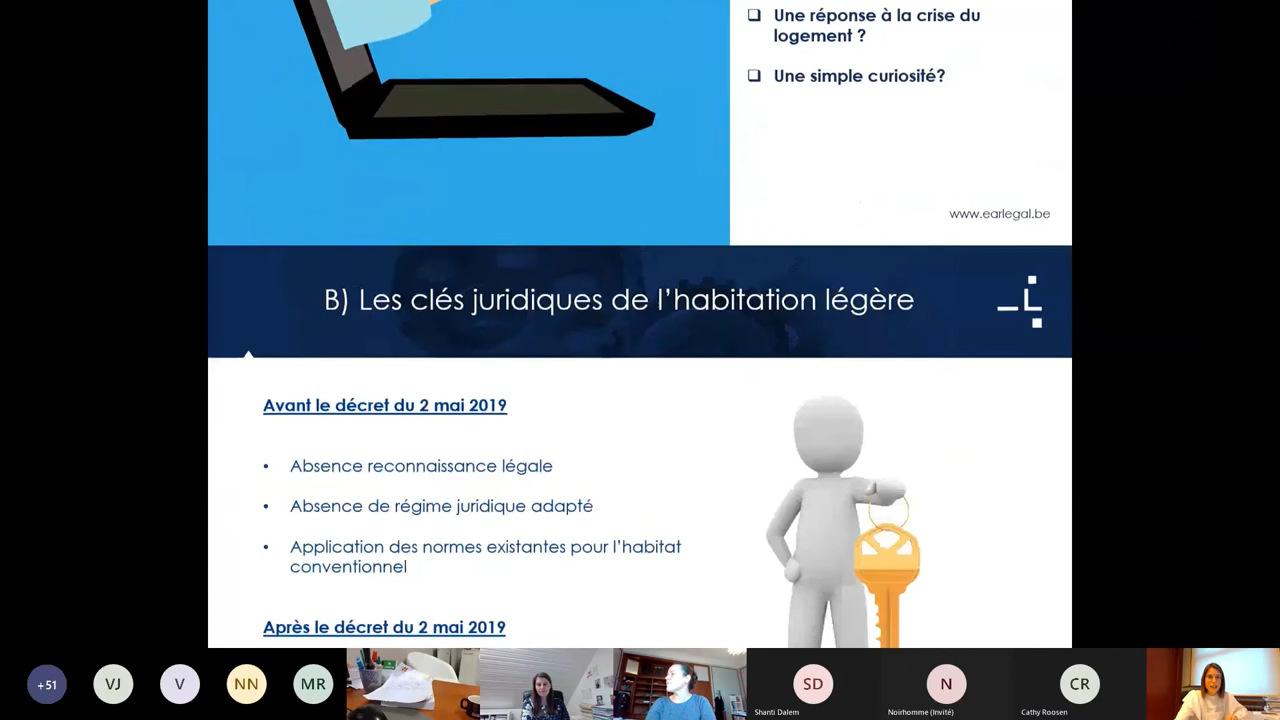 ❑ Une réponse à la crise du
logement ?
❑ Une simple curiosité?
www.earlegal.be
B) Les clés juridiques de l'habitation légère
Avant le décret du 2 mai 2019
• Absence reconnaissance légale
• Absence de régime juridique adapté
• Application des normes existantes pour l'habitat
conventionnel
Après le décret du 2 mai 2019
+51
VJ
V
NN
MR
SD
N
CR
Shanti Dalem
Noirhomme (Invité)
Cathy Roosen